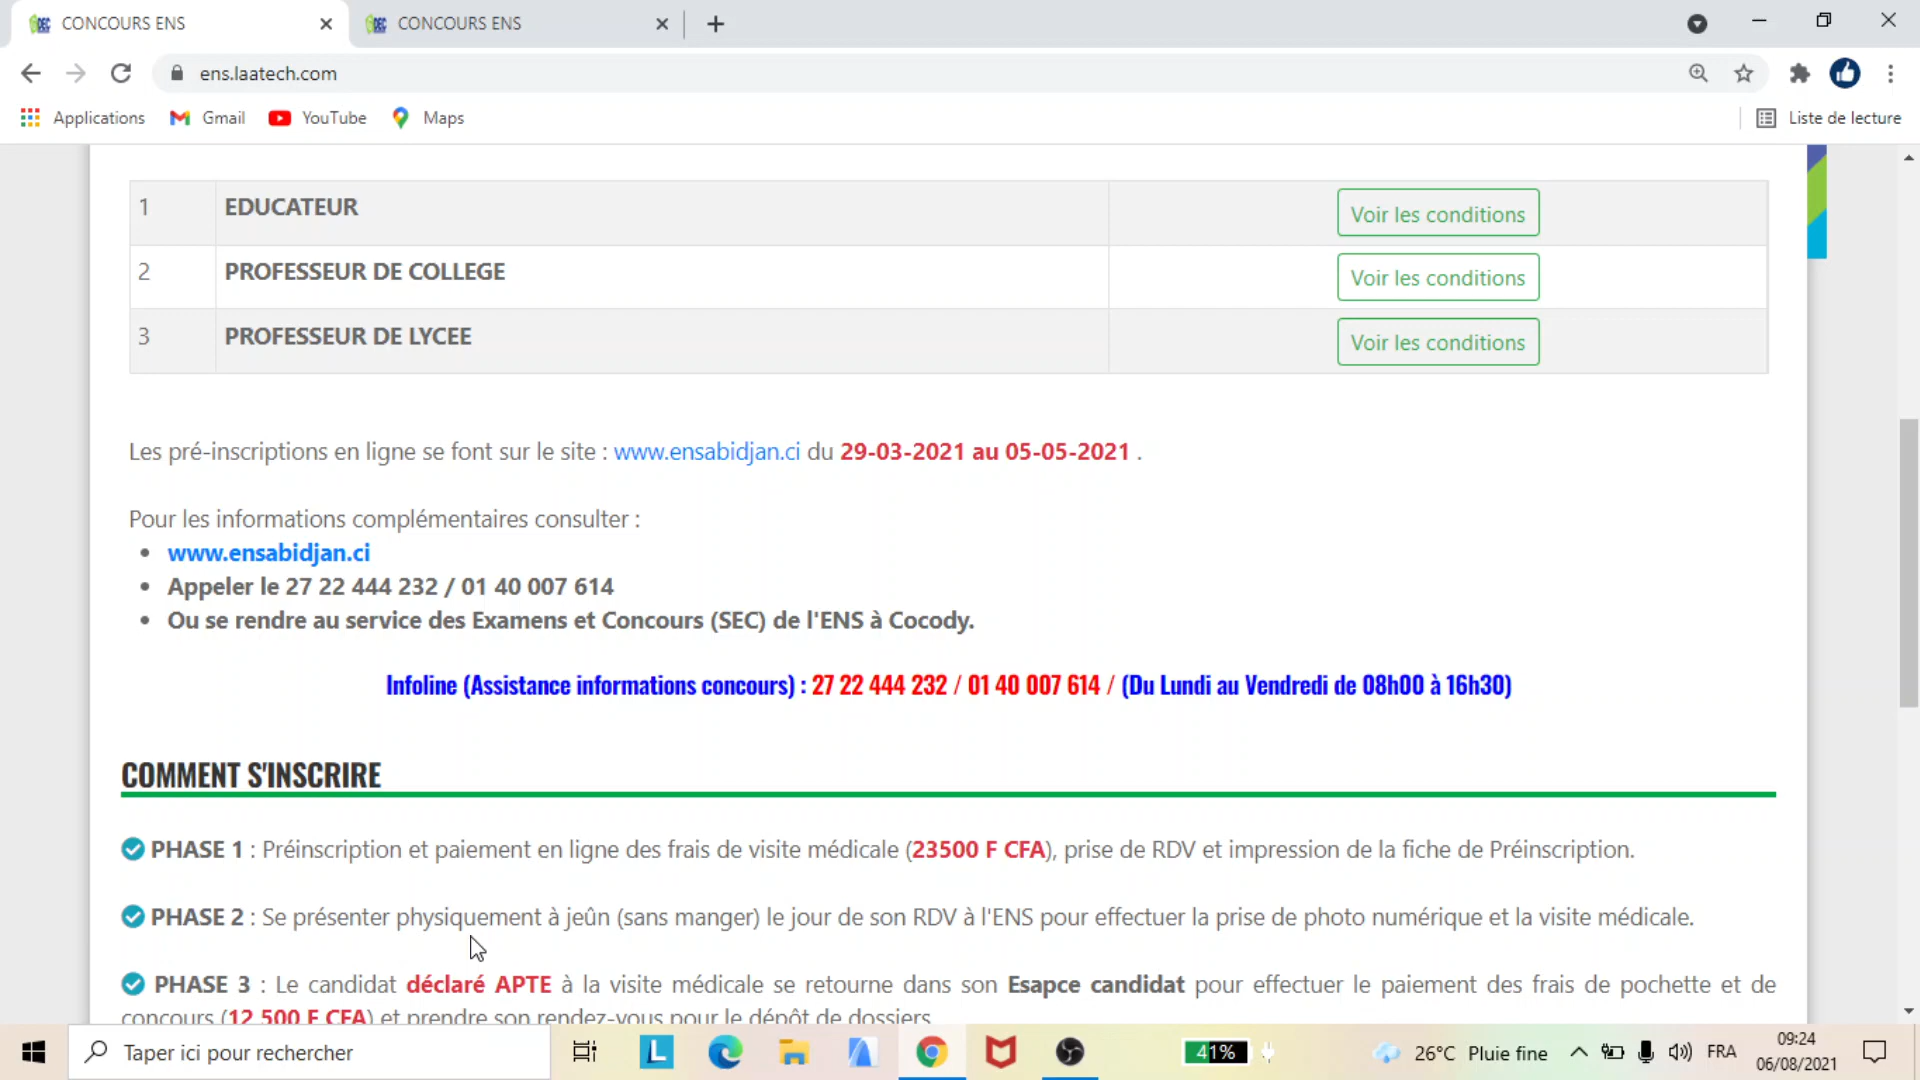 CONCOURS ENS
CONCOURS ENS
ens.laatech.com
Applications
Gmail
YouTube
Maps
Liste de lecture
1 EDUCATEUR Voir les conditions
2 PROFESSEUR DE COLLEGE Voir les conditions
3 PROFESSEUR DE LYCEE Voir les conditions
Les pré-inscriptions en ligne se font sur le site : www.ensabidjan.ci du 29-03-2021 au 05-05-2021 .
Pour les informations complémentaires consulter :
• www.ensabidjan.ci
• Appeler le 27 22 444 232 / 01 40 007 614
• Ou se rendre au service des Examens et Concours (SEC) de l'ENS à Cocody.
Infoline (Assistance informations concours) : 27 22 444 232 / 01 40 007 614 / (Du Lundi au Vendredi de 08h00 à 16h30)
COMMENT S'INSCRIRE
PHASE 1 : Préinscription et paiement en ligne des frais de visite médicale (23500 F CFA), prise de RDV et impression de la fiche de Préinscription.
PHASE 2 : Se présenter physiquement à jeûn (sans manger) le jour de son RDV à l'ENS pour effectuer la prise de photo numérique et la visite médicale.
PHASE 3 : Le candidat déclaré APTE à la visite médicale se retourne dans son Esapce candidat pour effectuer le paiement des frais de pochette et de
concours (12 500 F CFA) et prendre son rendez-vous pour le dépôt de dossiers
Taper ici pour rechercher
L
41%
26°C Pluie fine
FRA
09:24
06/08/2021